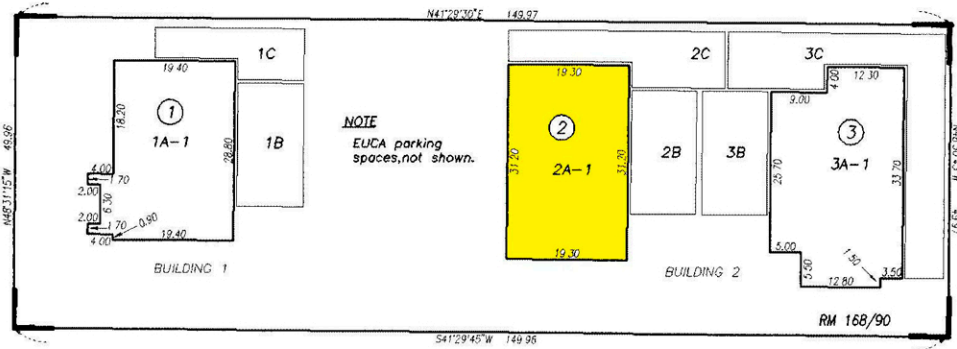 N41°29'30"E 149.97
1C
2C
3C
19.40
19.30
12.30
4.00
9.00
1
18.20
1A-1
28.80
1B
NOTE
EUCA parking
spaces,not shown.
2
31.20
2A-1
31.20
2B
3B
3
3A-1
25.70
33.70
N48°31'15"W 49.96
4.00
1.70
2.00
6.30
2.00
1.70
0.90
4.00
19.40
19.30
5.00
5.50
1.50
3.50
12.80
BUILDING 1
BUILDING 2
RM 168/90
S41°29'45"W 149.96